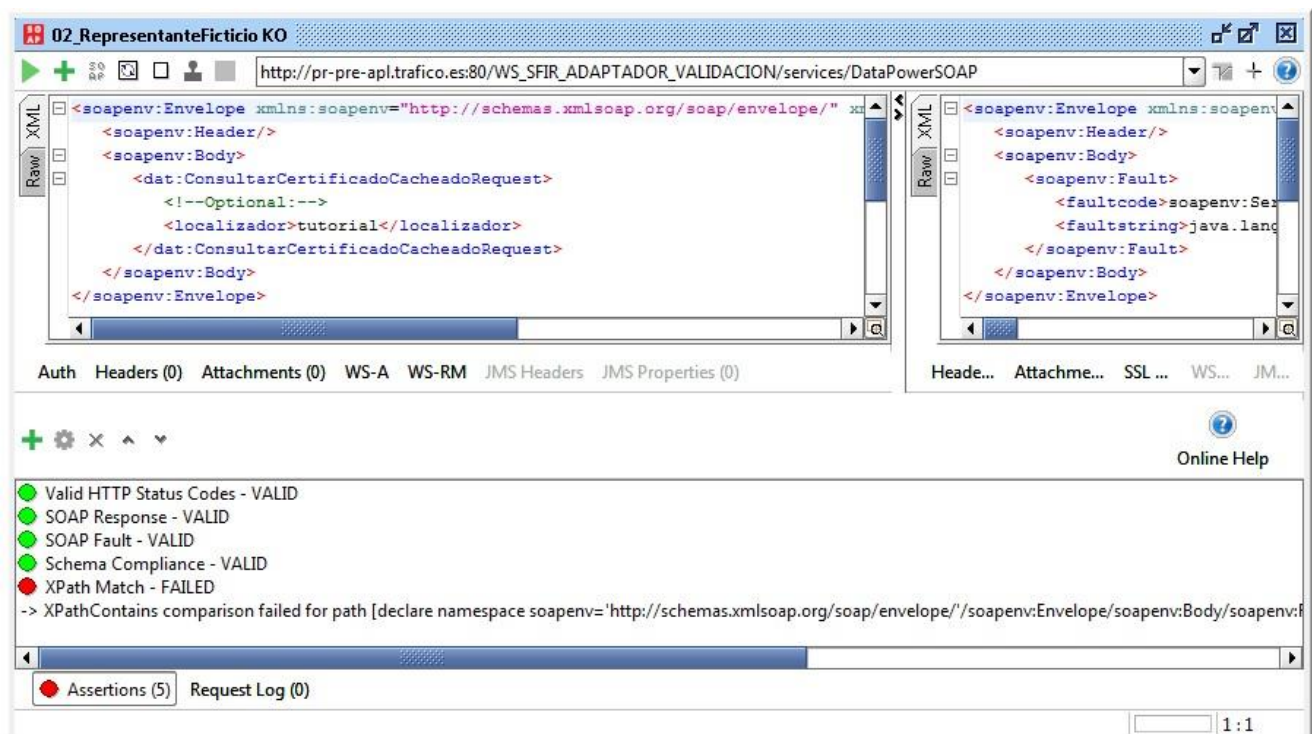 02_RepresentanteFicticio KO
http://pr-pre-apl.trafico.es:80/WS_SFIR_ADAPTADOR_VALIDACION/services/DataPowerSOAP
XML
Raw
<soapenv:Envelope xmlns:soapenv="http://schemas.xmlsoap.org/soap/envelope/" x
<soapenv:Header/>
<soapenv:Body>
<dat:ConsultarCertificadoCacheadoRequest>
<!--Optional:-->
<localizador>tutorial</localizador>
</dat:ConsultarCertificadoCacheadoRequest>
</soapenv:Body>
</soapenv:Envelope>
XML
Raw
<soapenv:Envelope xmlns:soapenv
<soapenv:Header/>
<soapenv:Body>
<soapenv:Fault>
<faultcode>soapenv:Ser
<faultstring>java.lang
</soapenv:Fault>
</soapenv:Body>
</soapenv:Envelope>
Auth Headers (0) Attachments (0) WS-A WS-RM JMS Headers JMS Properties (0)
Heade... Attachme... SSL ... WS... JM...
Online Help
Valid HTTP Status Codes - VALID
SOAP Response - VALID
SOAP Fault - VALID
Schema Compliance - VALID
XPath Match - FAILED
-> XPathContains comparison failed for path [declare namespace soapenv='http://schemas.xmlsoap.org/soap/envelope/'/soapenv:Envelope/soapenv:Body/soapenv:F
Assertions (5) Request Log (0)
1:1